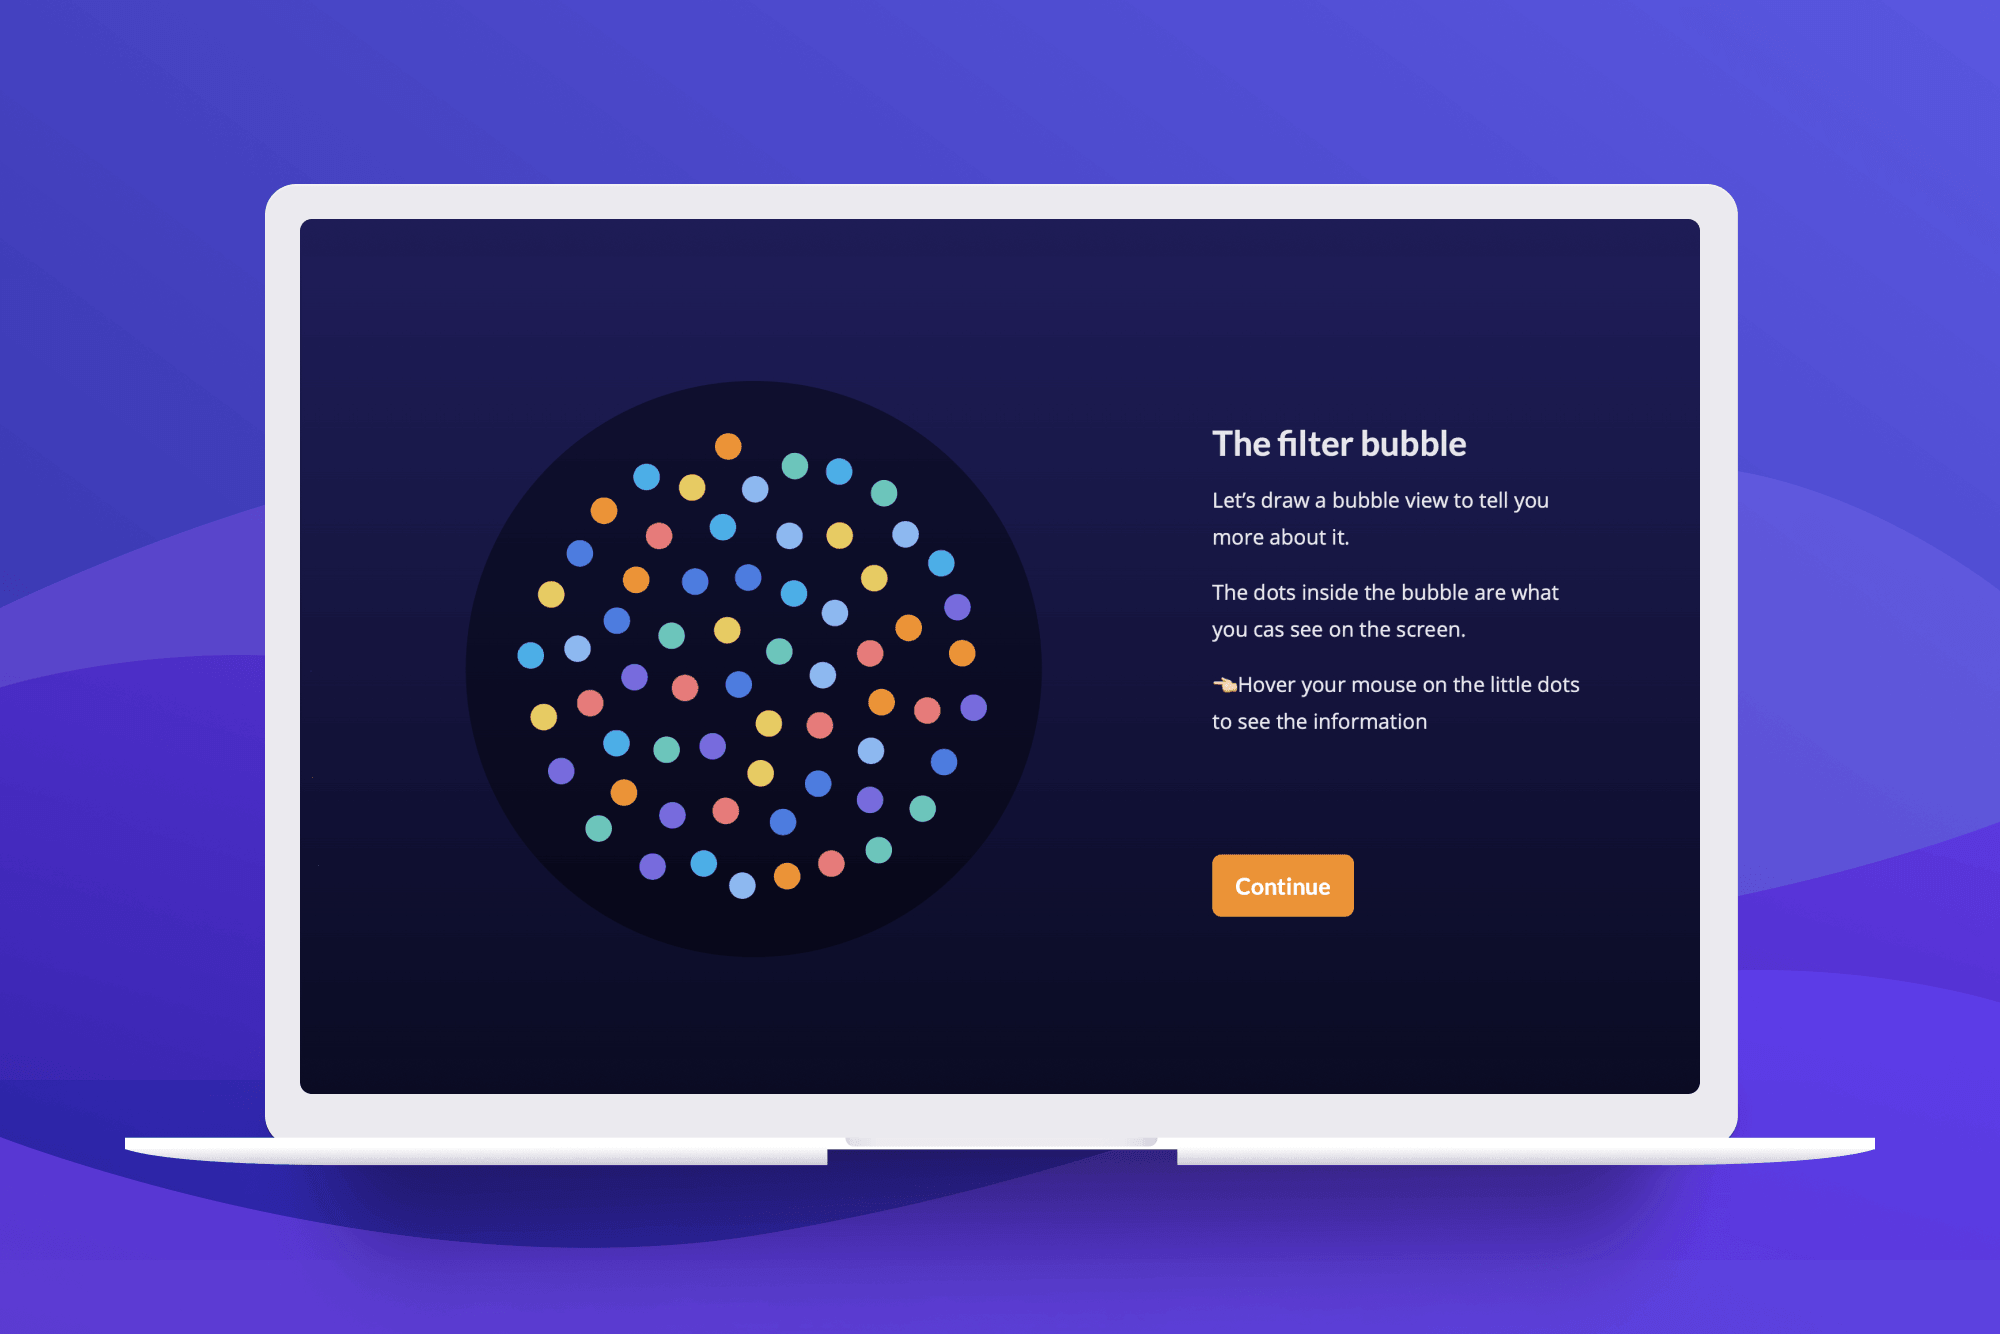 The filter bubble
Let’s draw a bubble view to tell you
more about it.
The dots inside the bubble are what
you cas see on the screen.
👈🏻Hover your mouse on the little dots
to see the information
Continue